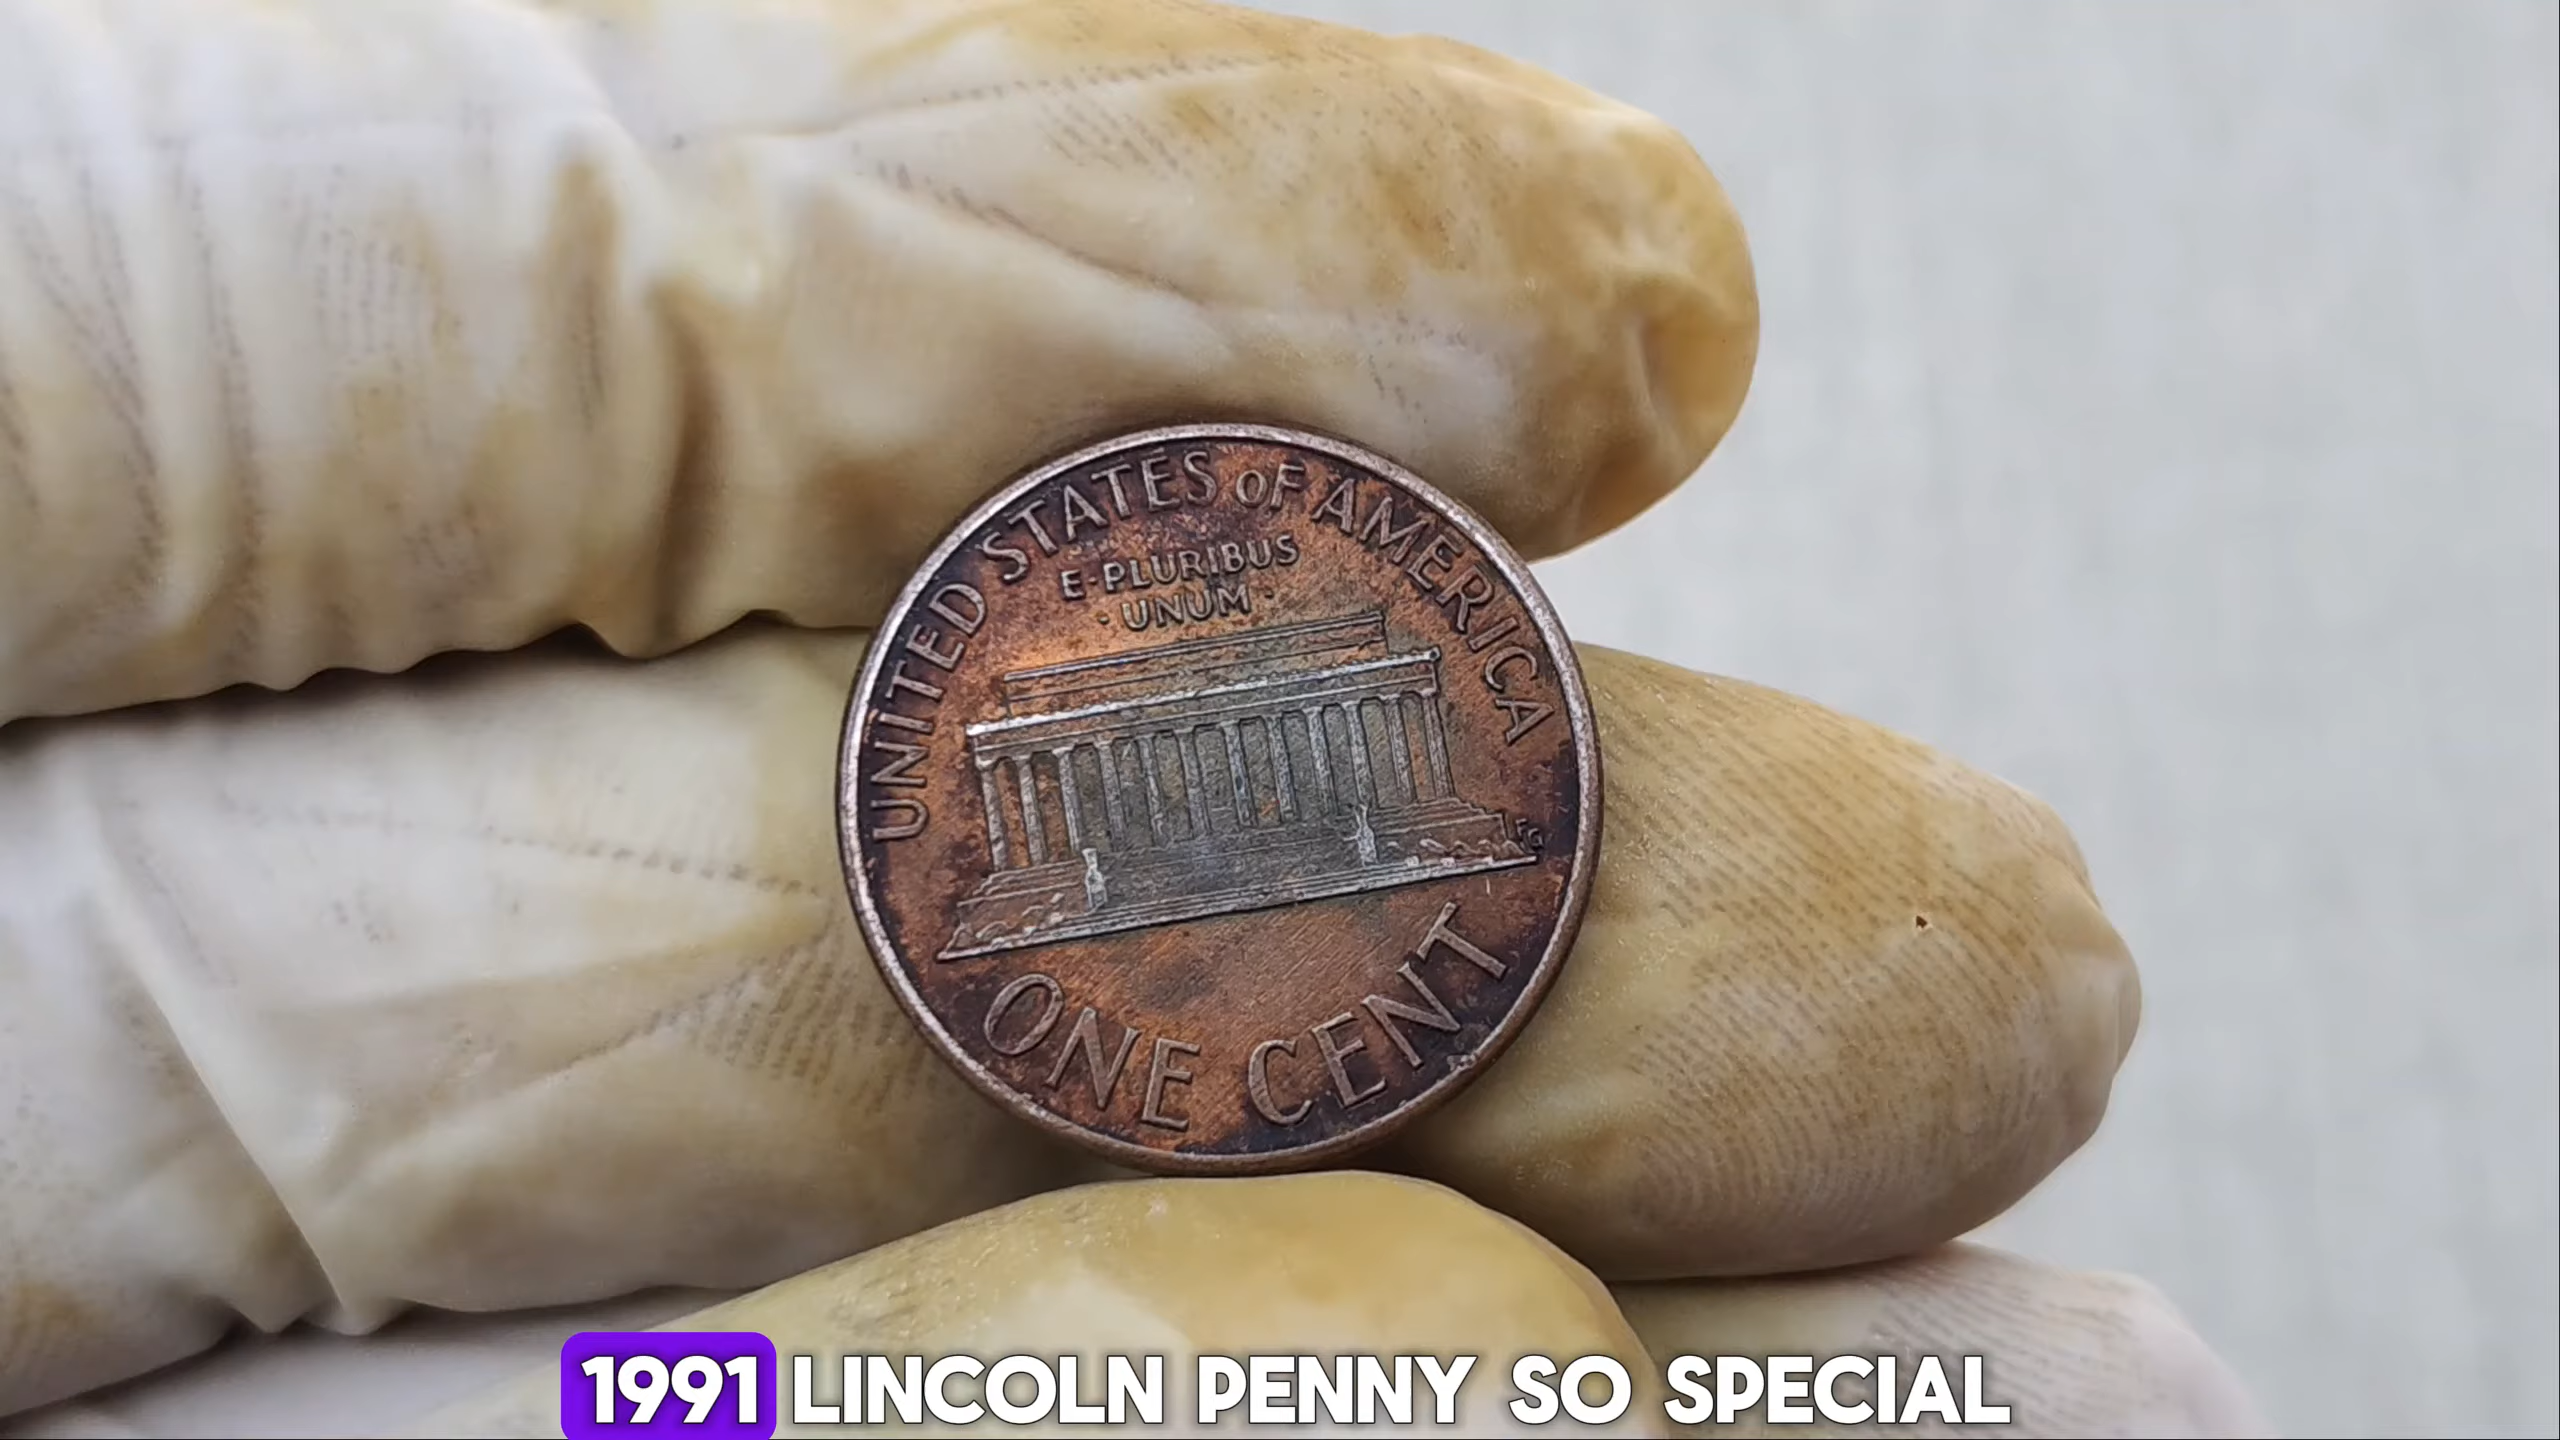 UNITED STATES OF AMERICA
E·PLURIBUS
·UNUM·
FG
ONE CENT
1991 LINCOLN PENNY SO SPECIAL